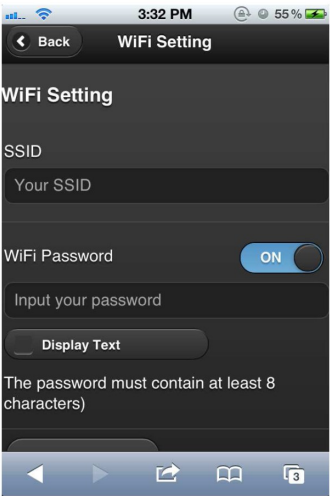 3:32 PM
55%
Back
WiFi Setting
WiFi Setting
SSID
Your SSID
WiFi Password
ON
Input your password
Display Text
The password must contain at least 8
characters)
3